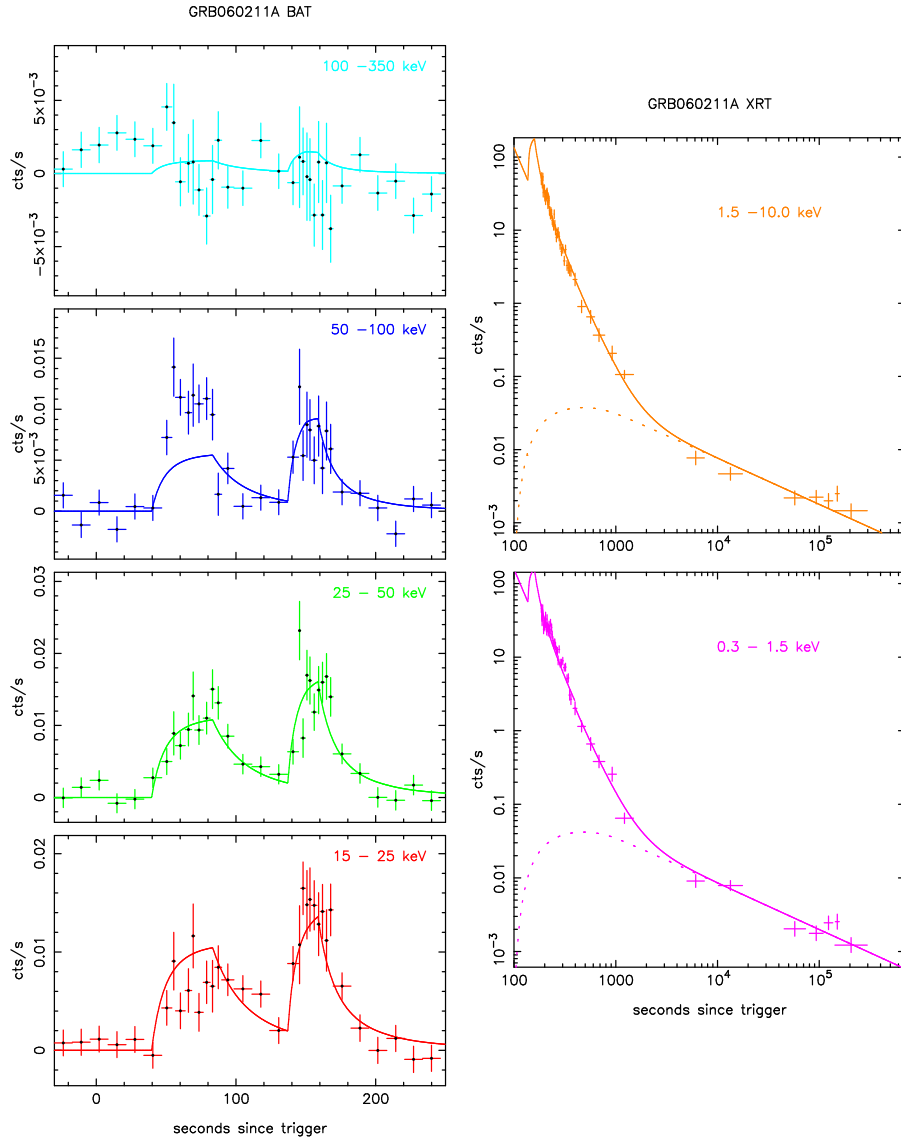 GRB060211A BAT
100 −350 keV
5×10⁻³
0
−5×10⁻³
cts/s
50 −100 keV
0.015
0.01
5×10⁻³
0
cts/s
25 − 50 keV
0.03
0.02
0.01
0
cts/s
15 − 25 keV
0.02
0.01
0
cts/s
0 100 200
seconds since trigger
GRB060211A XRT
1.5 −10.0 keV
100
10
1
0.1
0.01
10⁻³
cts/s
100 1000 10⁴ 10⁵
0.3 − 1.5 keV
100
10
1
0.1
0.01
10⁻³
cts/s
100 1000 10⁴ 10⁵
seconds since trigger